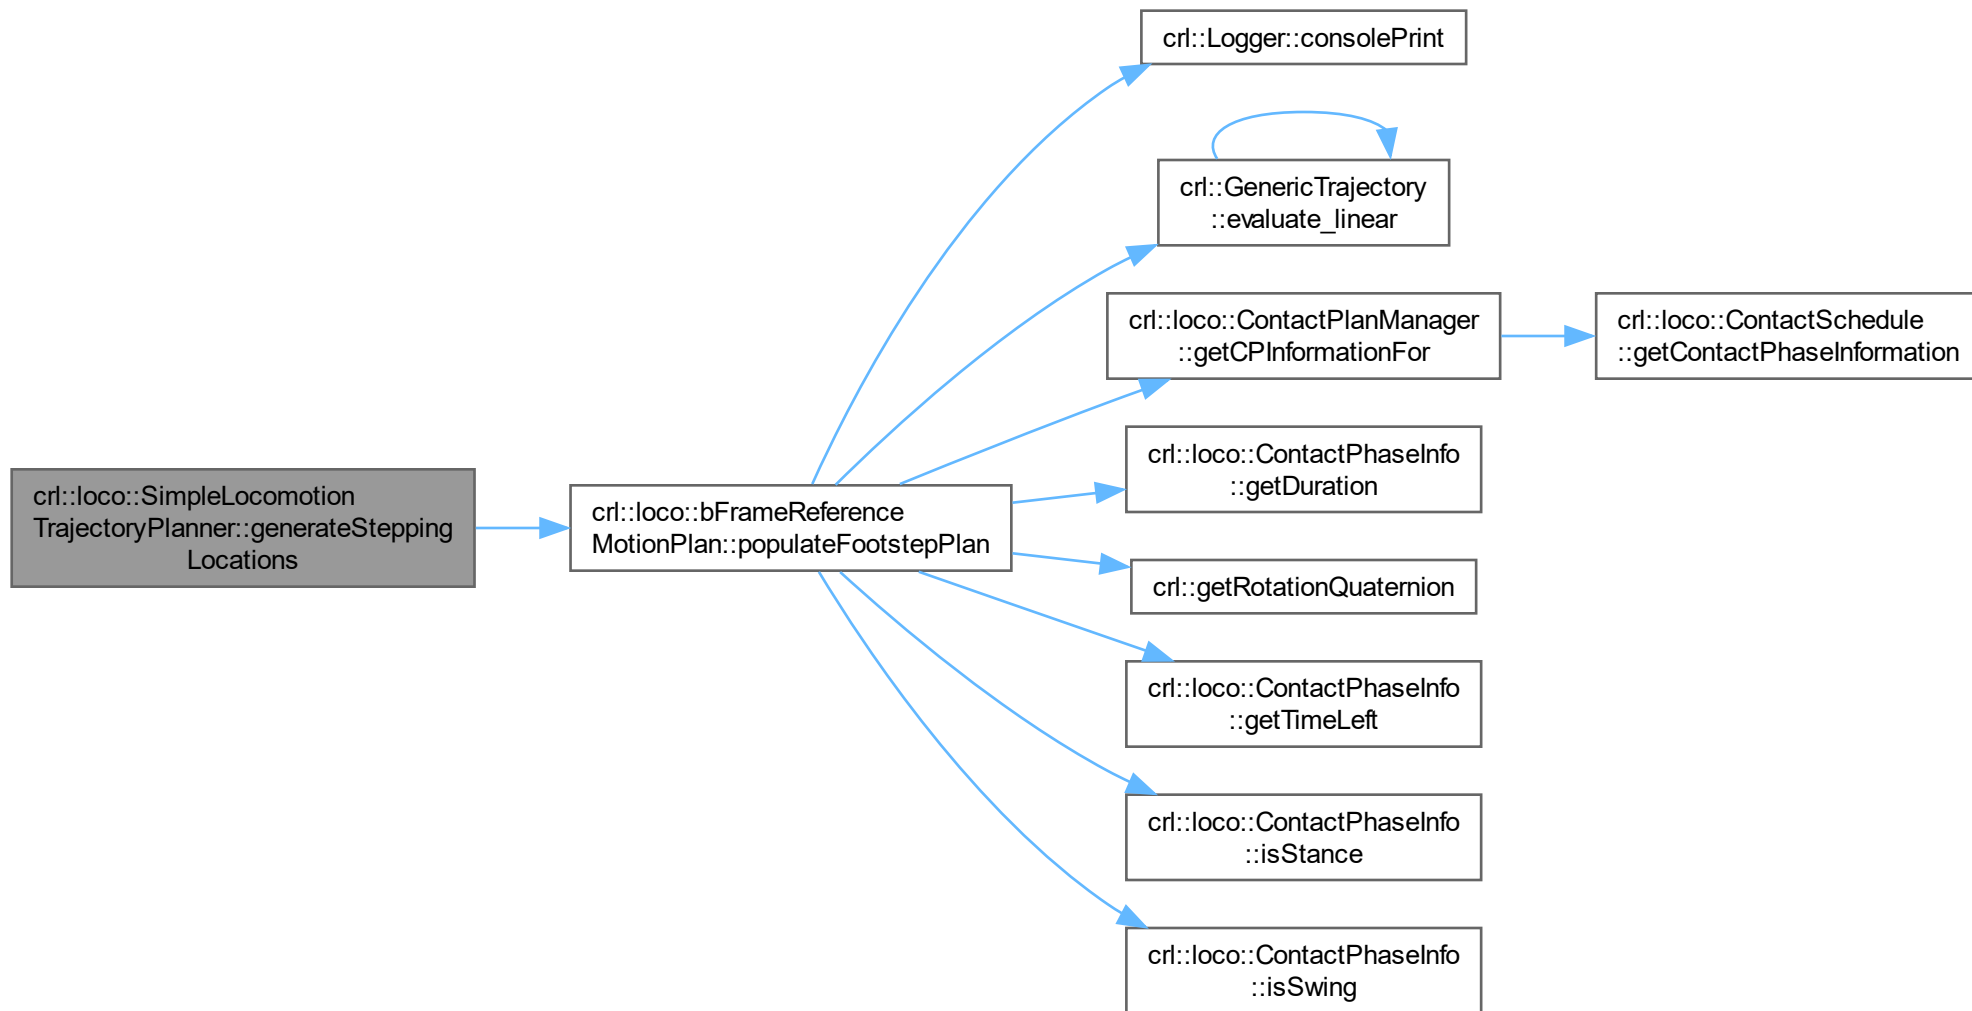 crl::loco::SimpleLocomotion
TrajectoryPlanner::generateStepping
Locations
crl::loco::bFrameReference
MotionPlan::populateFootstepPlan
crl::Logger::consolePrint
crl::GenericTrajectory
::evaluate_linear
crl::loco::ContactPlanManager
::getCPInformationFor
crl::loco::ContactSchedule
::getContactPhaseInformation
crl::loco::ContactPhaseInfo
::getDuration
crl::getRotationQuaternion
crl::loco::ContactPhaseInfo
::getTimeLeft
crl::loco::ContactPhaseInfo
::isStance
crl::loco::ContactPhaseInfo
::isSwing